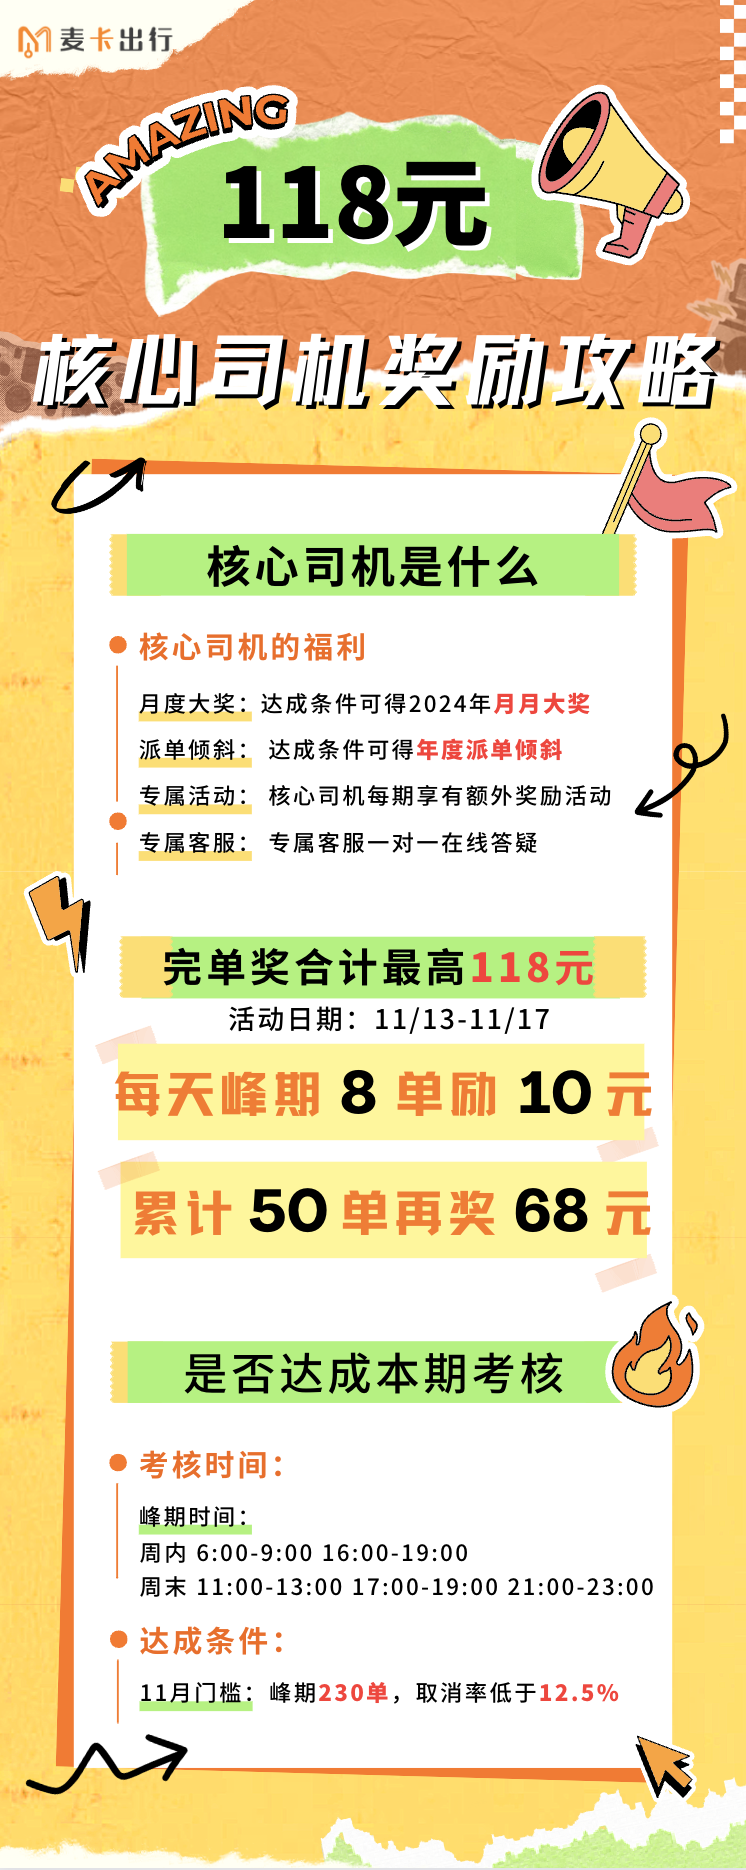 麦卡出行
AMAZING
118元
核心司机奖励攻略
核心司机是什么
核心司机的福利
月度大奖：达成条件可得2024年月月大奖
派单倾斜： 达成条件可得年度派单倾斜
专属活动： 核心司机每期享有额外奖励活动
专属客服： 专属客服一对一在线答疑
完单奖合计最高118元
活动日期：11/13-11/17
每天峰期 8 单励 10 元
累计 50 单再奖 68 元
是否达成本期考核
考核时间：
峰期时间：
周内 6:00-9:00 16:00-19:00
周末 11:00-13:00 17:00-19:00 21:00-23:00
达成条件：
11月门槛：峰期230单，取消率低于12.5%